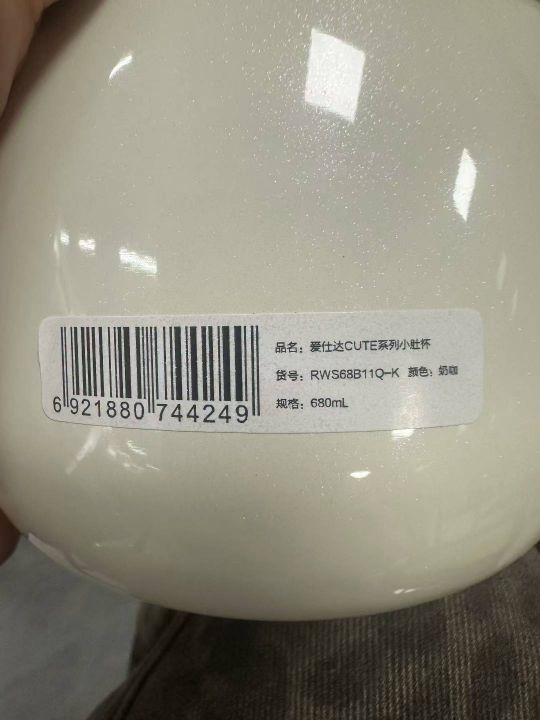 品名：爱仕达CUTE系列小肚杯
货号：RWS68B11Q-K 颜色：奶咖
规格：680mL
6 921880 744249